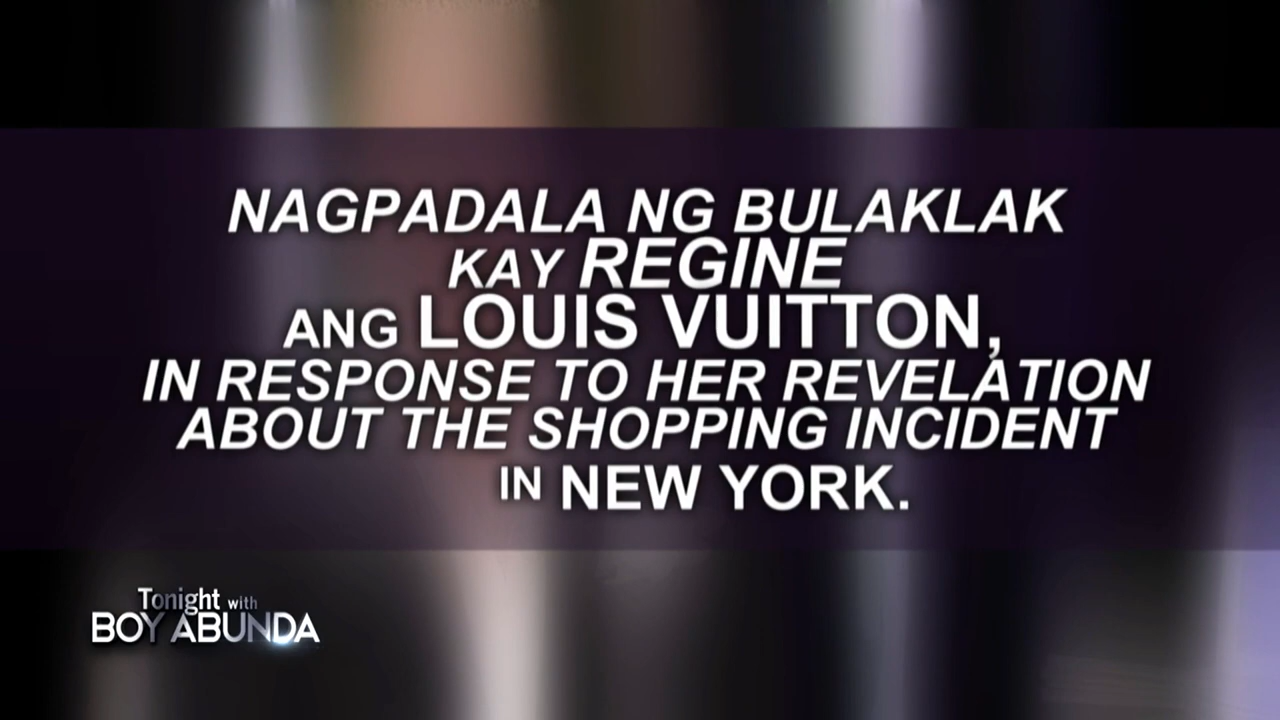 NAGPADALA NG BULAKLAK
KAY REGINE
ANG LOUIS VUITTON,
IN RESPONSE TO HER REVELATION
ABOUT THE SHOPPING INCIDENT
IN NEW YORK.
Tonight with
BOY ABUNDA